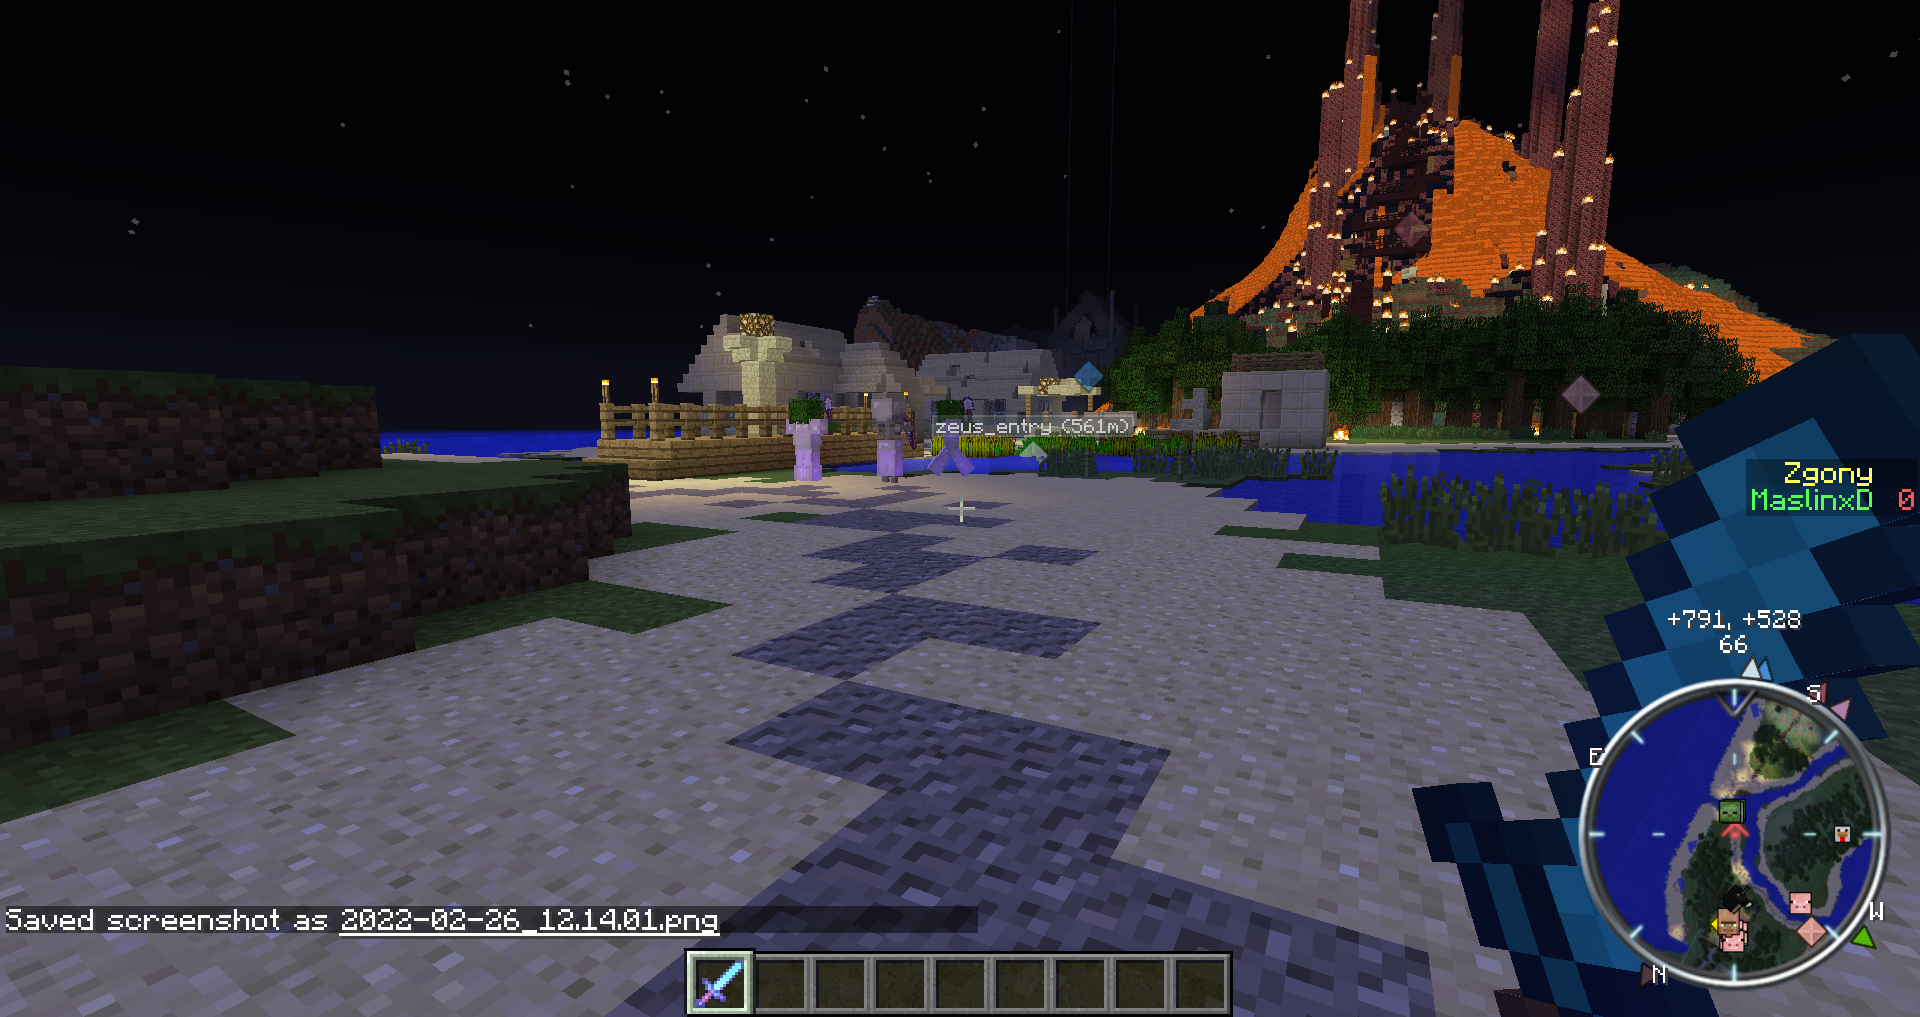 zeus_entry (561m)
Zgony
MaslinxD 0
+791, +528
66
S
E
W
N
Saved screenshot as 2022-02-26_12.14.01.png